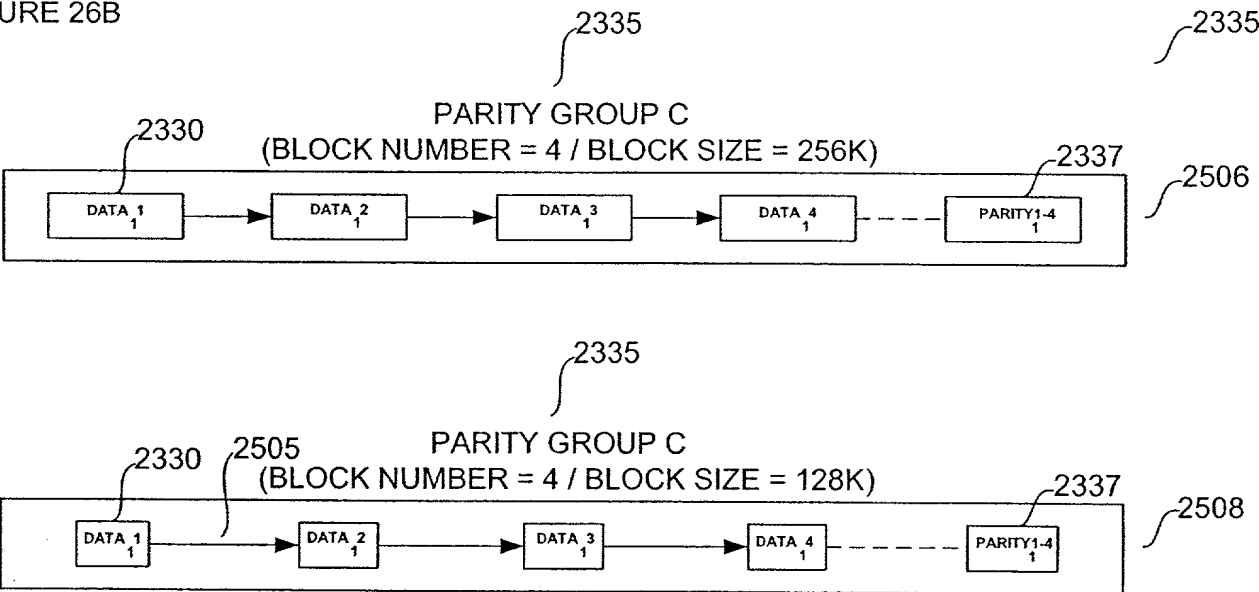 URE 26B
2335
2335
PARITY GROUP C
2330
(BLOCK NUMBER = 4 / BLOCK SIZE = 256K)
2337
2506
DATA 1 1
DATA 2 1
DATA 3 1
DATA 4 1
PARITY1-4 1
2335
PARITY GROUP C
2330
2505
(BLOCK NUMBER = 4 / BLOCK SIZE = 128K)
2337
2508
DATA 1 1
DATA 2 1
DATA 3 1
DATA 4 1
PARITY1-4 1